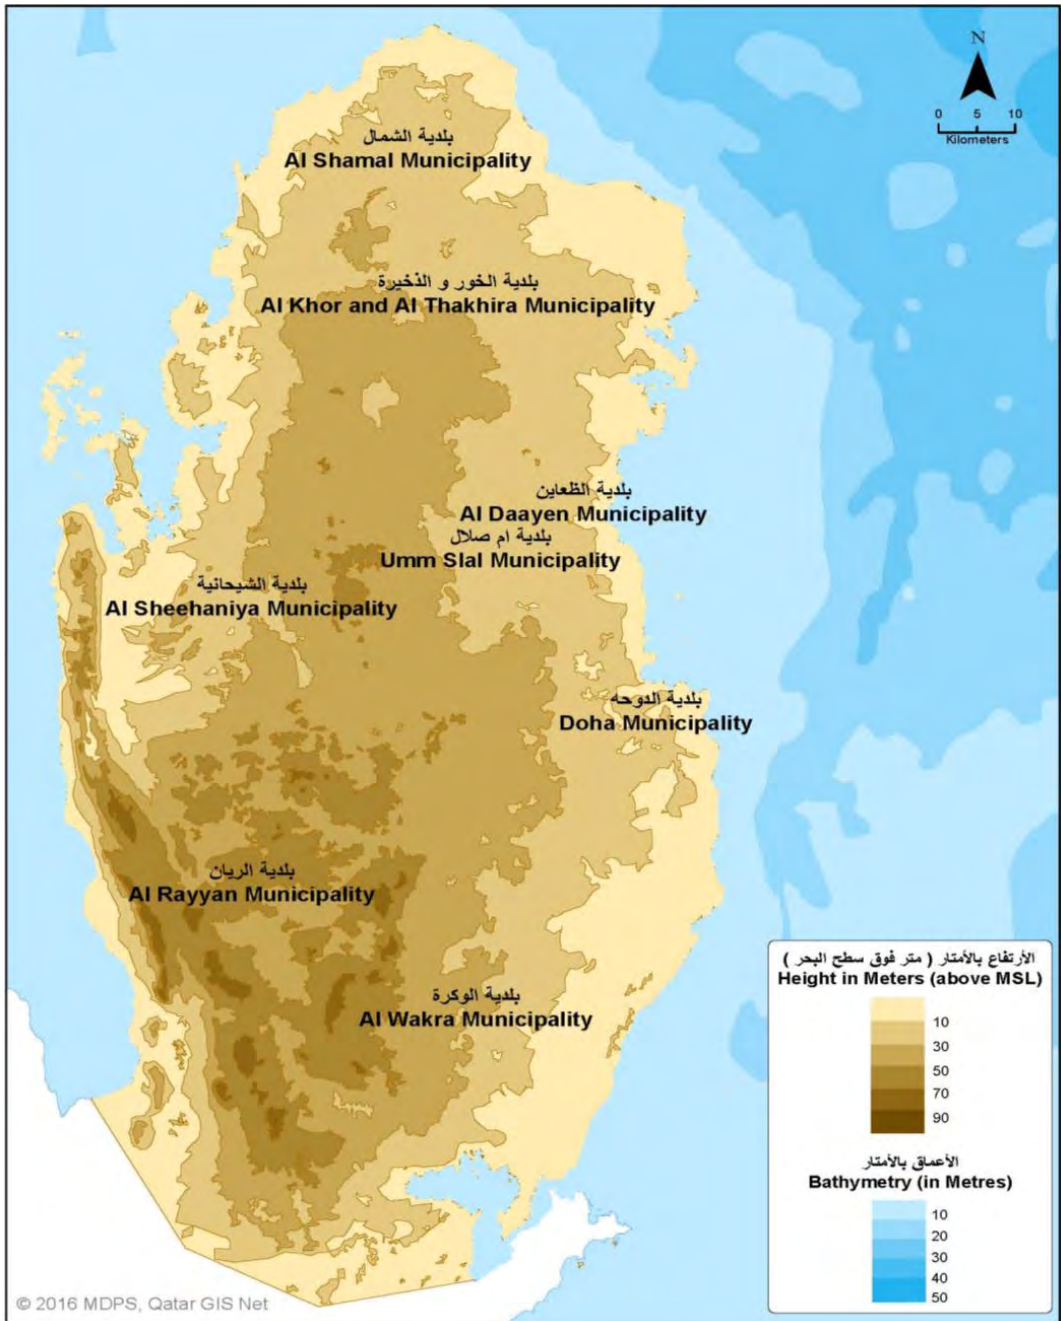 N
0 5 10
Kilometers
بلدية الشمال
Al Shamal Municipality
بلدية الخور و الذخيرة
Al Khor and Al Thakhira Municipality
بلدية الظعاين
Al Daayen Municipality
بلدية ام صلال
Umm Slal Municipality
بلدية الشيحانية
Al Sheehaniya Municipality
بلدية الدوحه
Doha Municipality
بلدية الريان
Al Rayyan Municipality
بلدية الوكرة
Al Wakra Municipality
الأرتفاع بالأمتار ( متر فوق سطح البحر )
Height in Meters (above MSL)
10
30
50
70
90
الأعماق بالأمتار
Bathymetry (in Metres)
10
20
30
40
50
© 2016 MDPS, Qatar GIS Net